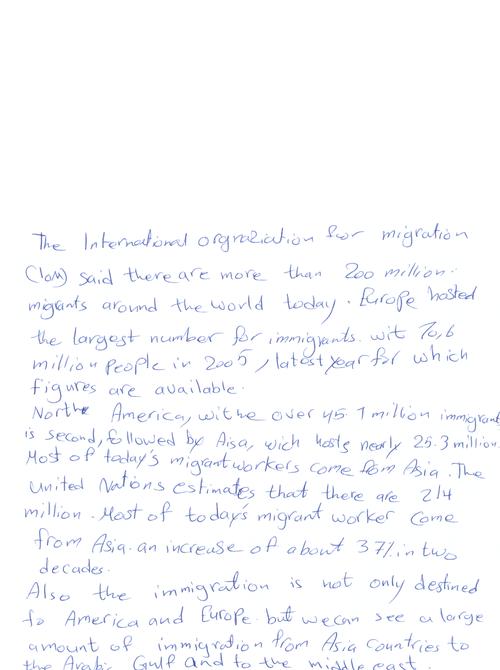 The International orgnaziation for migration
(IoM) said there are more than 200 million.
migrants around the world today. Europe hosted
the largest number for immigrants. wit 70,6
million people in 2005, latest year for which
figures are available.
North America, withe over 45.1 million immigrant
is second, followed by Aisa, wich hosts nearly 25.3 million.
Most of today's migrant workers come fom Asia. The
United Nations estimates that there are 214
million. Most of today's migrant worker come
from Asia. an increase of about 37% in two
decades.
Also the immigration is not only destined
to America and Europe. but we can see a large
amount of immigration from Asia countries to
the Arabic Gulf and to the middle east